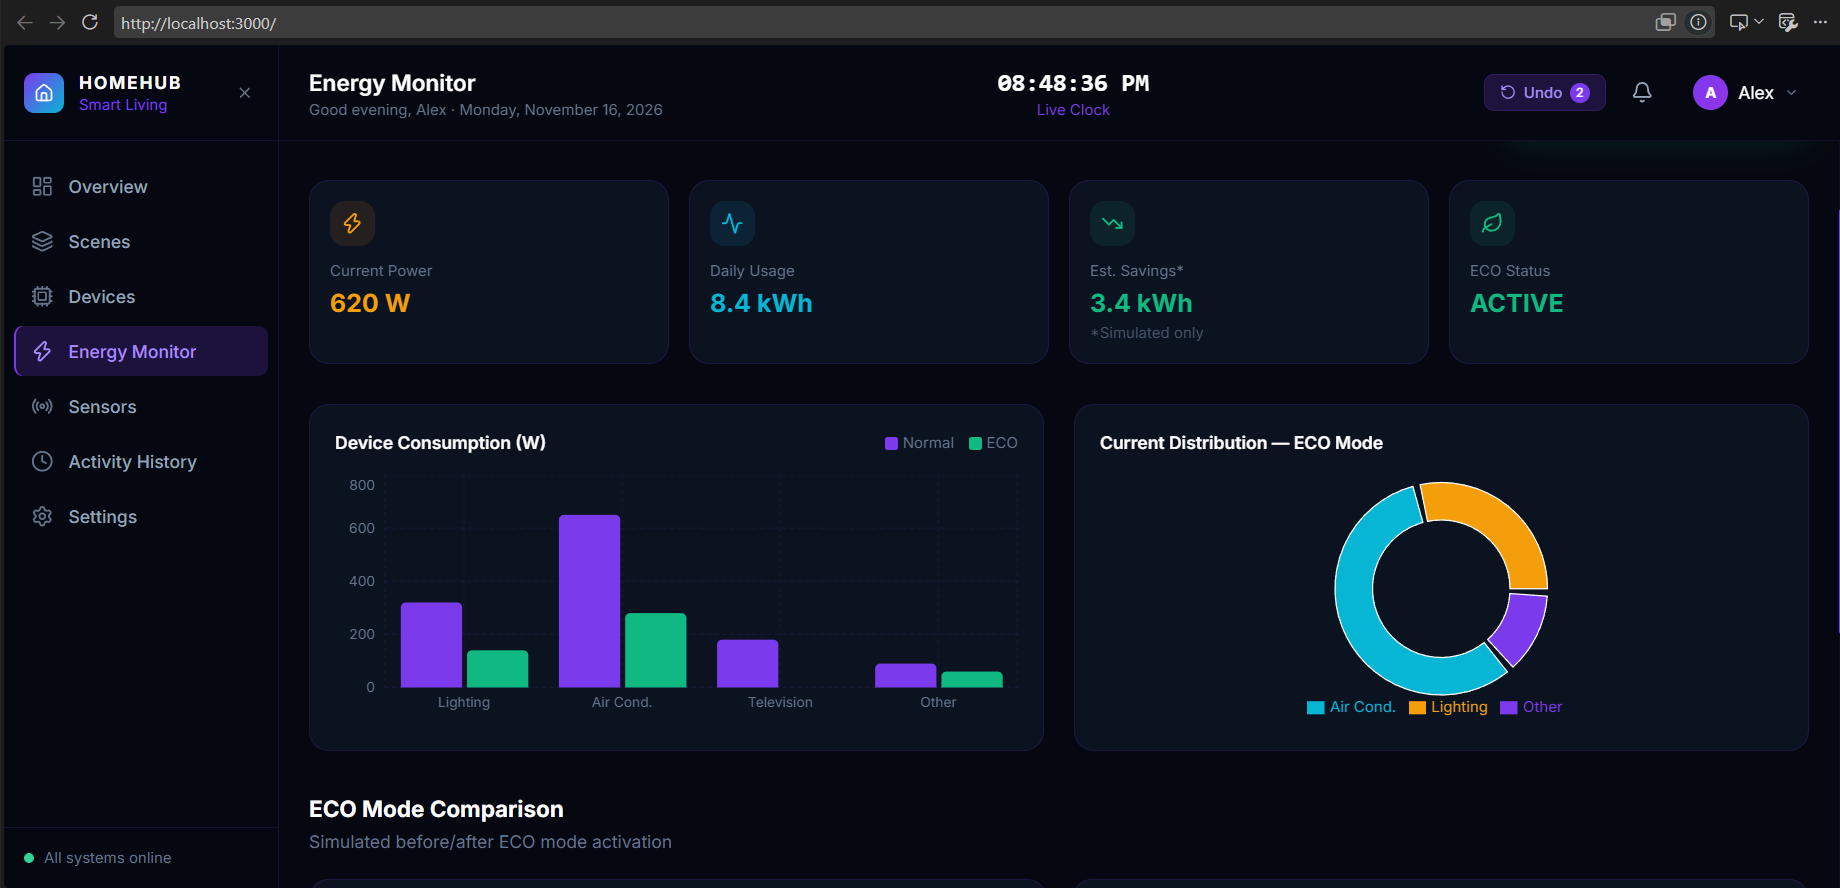 http://localhost:3000/
HOMEHUB
Smart Living
Overview
Scenes
Devices
Energy Monitor
Sensors
Activity History
Settings
All systems online
Energy Monitor
Good evening, Alex · Monday, November 16, 2026
08:48:36 PM
Live Clock
Undo 2
A Alex
Current Power
620 W
Daily Usage
8.4 kWh
Est. Savings*
3.4 kWh
*Simulated only
ECO Status
ACTIVE
Device Consumption (W)
Normal ECO
800
600
400
200
0
Lighting Air Cond. Television Other
Current Distribution — ECO Mode
Air Cond. Lighting Other
ECO Mode Comparison
Simulated before/after ECO mode activation